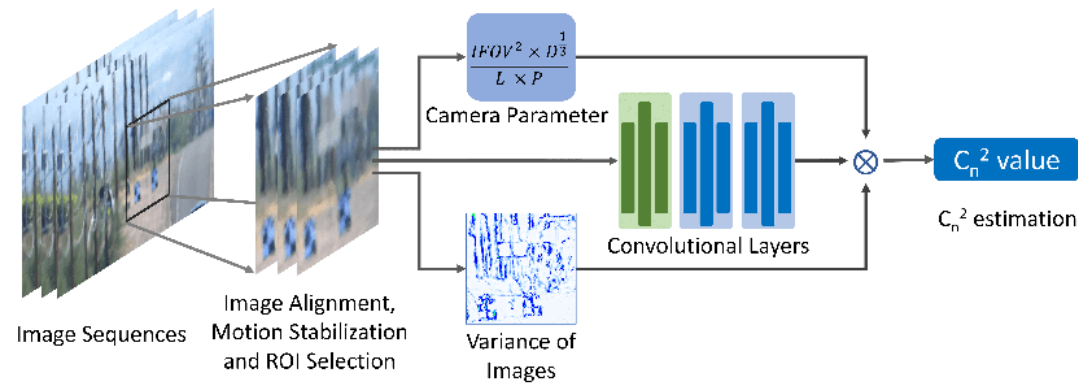 Image Sequences
Image Alignment,
Motion Stabilization
and ROI Selection
IFOV² × D^(1/3)
L × P
Camera Parameter
Convolutional Layers
Variance of
Images
Cₙ² value
Cₙ² estimation